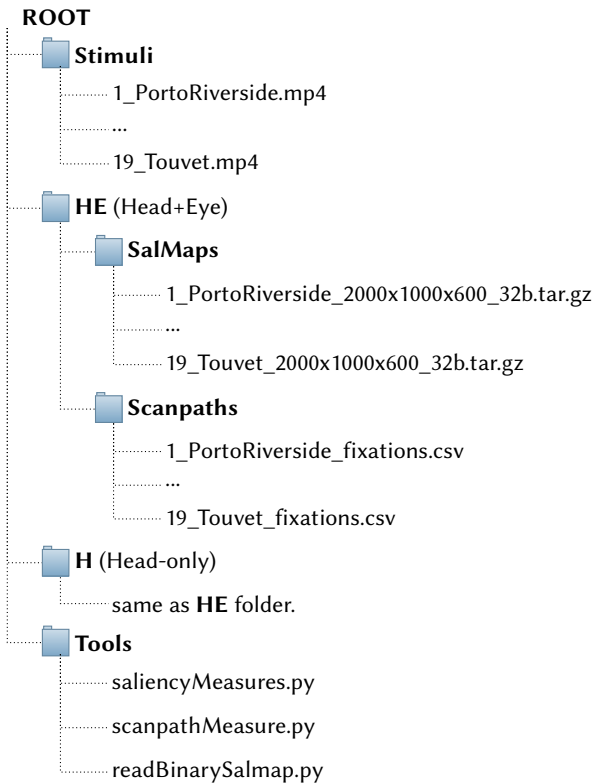 ROOT
Stimuli
1_PortoRiverside.mp4
...
19_Touvet.mp4
HE (Head+Eye)
SalMaps
1_PortoRiverside_2000x1000x600_32b.tar.gz
...
19_Touvet_2000x1000x600_32b.tar.gz
Scanpaths
1_PortoRiverside_fixations.csv
...
19_Touvet_fixations.csv
H (Head-only)
same as HE folder.
Tools
saliencyMeasures.py
scanpathMeasure.py
readBinarySalmap.py